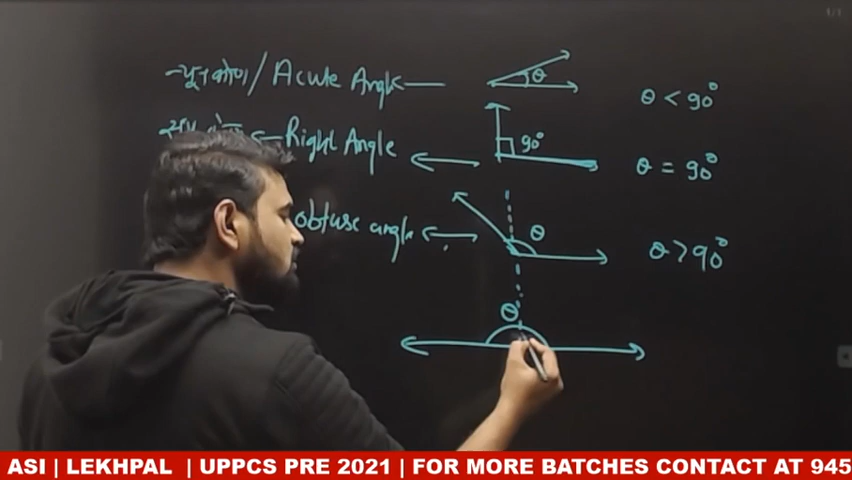 न्यूनकोण / Acute Angle θ θ < 90°
Right Angle 90° θ = 90°
obtuse angle θ θ > 90°
θ
ASI | LEKHPAL | UPPCS PRE 2021 | FOR MORE BATCHES CONTACT AT 945